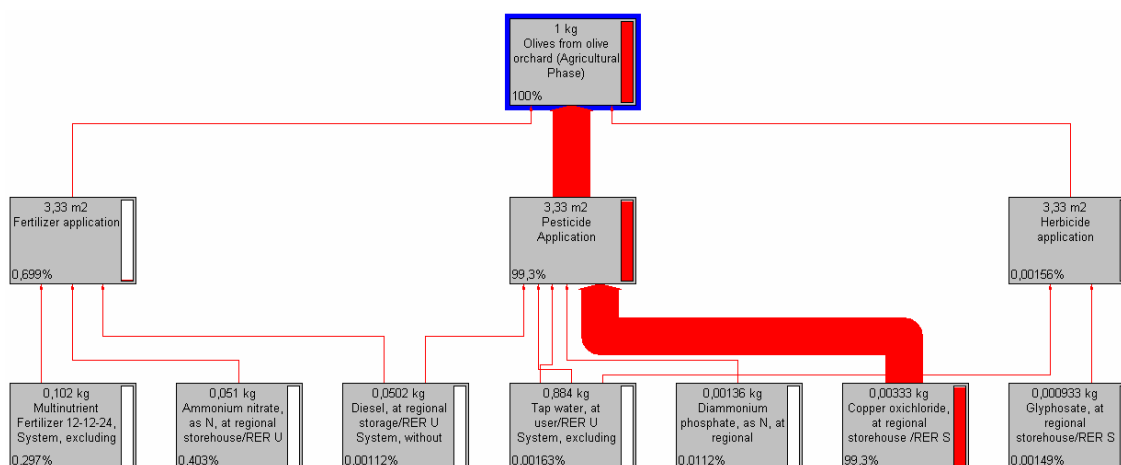 1 kg
Olives from olive
orchard (Agricultural
Phase)
100%
3,33 m2
Fertilizer application
0,699%
3,33 m2
Pesticide
Application
99,3%
3,33 m2
Herbicide
application
0,00156%
0,102 kg
Multinutrient
Fertilizer 12-12-24,
System, excluding
0,297%
0,051 kg
Ammonium nitrate,
as N, at regional
storehouse/RER U
0,403%
0,0502 kg
Diesel, at regional
storage/RER U
System, without
0,00112%
0,884 kg
Tap water, at
user/RER U
System, excluding
0,00163%
0,00136 kg
Diammonium
phosphate, as N, at
regional
0,0112%
0,00333 kg
Copper oxichloride,
at regional
storehouse /RER S
99,3%
0,000933 kg
Glyphosate, at
regional
storehouse/RER S
0,00149%